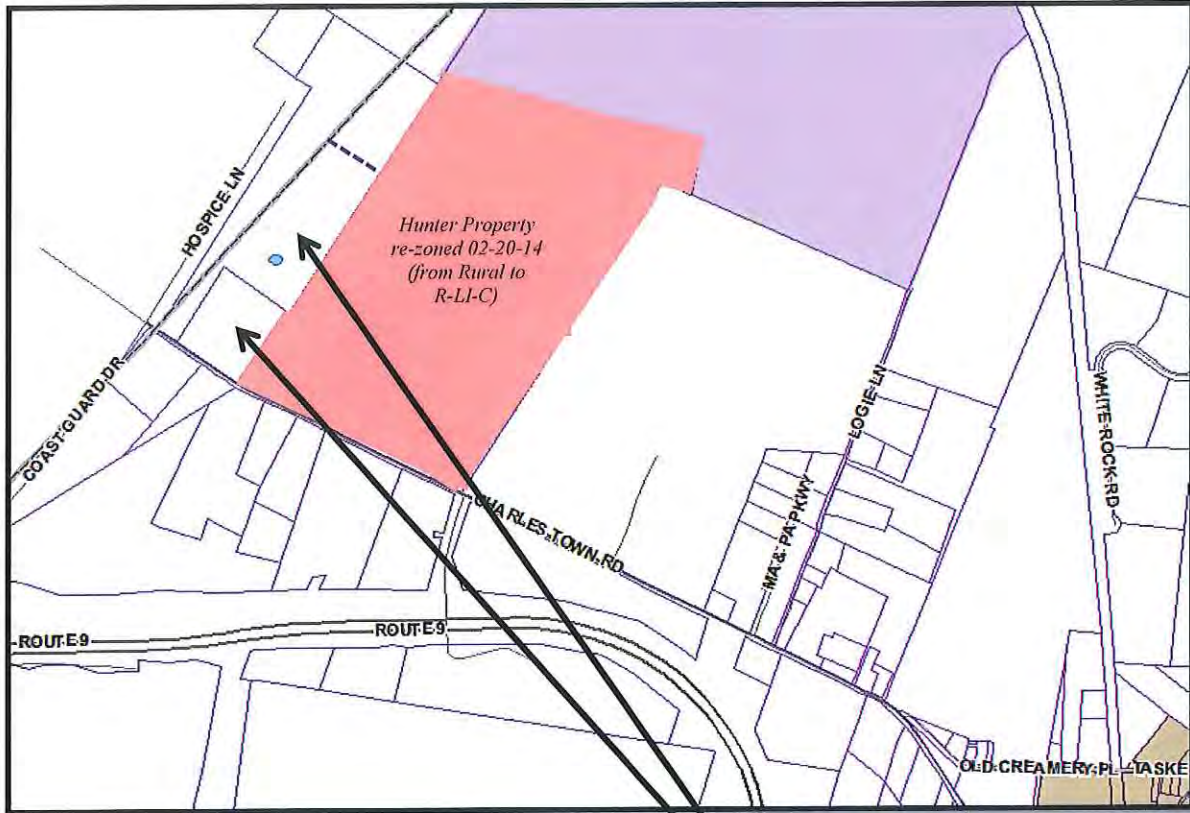 HOSPICE LN
Hunter Property
re-zoned 02-20-14
(from Rural to
R-LI-C)
COAST GUARD DR
CHARLES TOWN RD
MA & PA PKWY
LOGIE LN
WHITE ROCK RD
ROUTE 9
ROUTE 9
OLD CREAMERY PL
TASKE